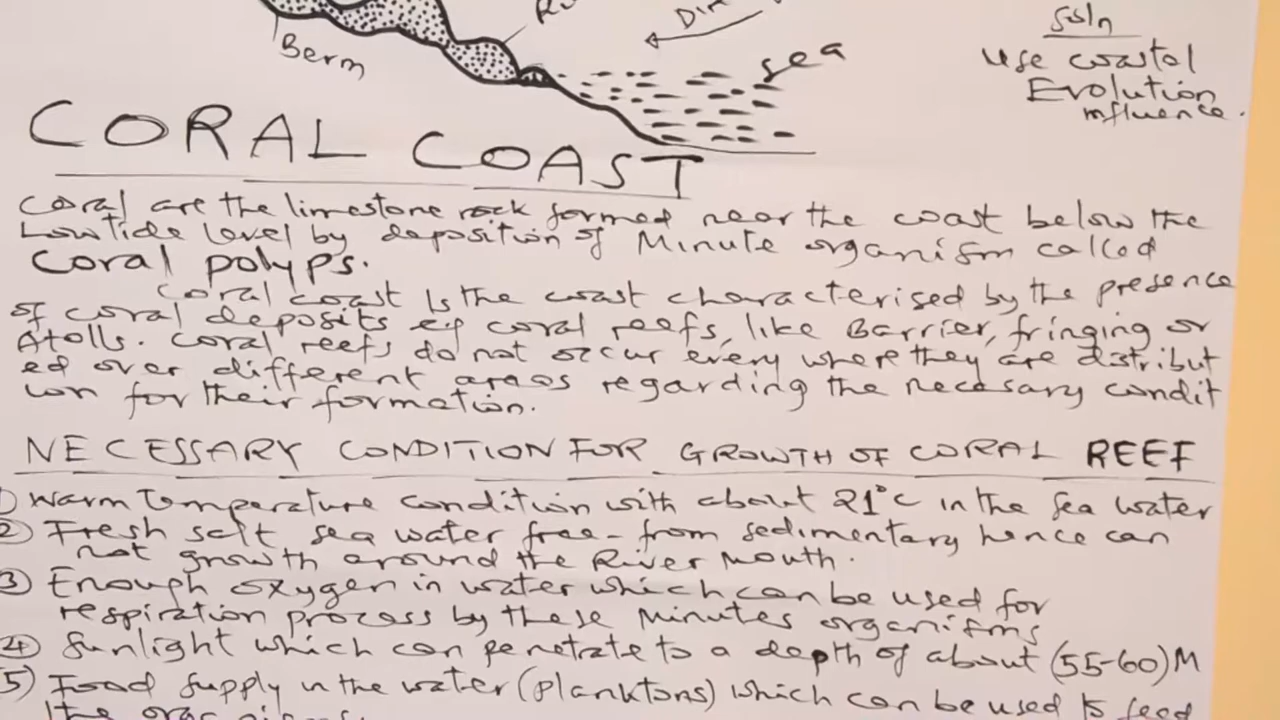 Berm
sea
soln
Use coastal
Evolution
influence.
CORAL COAST
Coral are the limestone rock formed near the coast below the
Low Tide level by deposition of Minute organism called
Coral polyps.
Coral coast Is the coast characterised by the presence
of coral deposits eg coral reefs, like Barrier, fringing or
Atolls. Coral reefs do not occur every where they are distribut
ed over different areas regarding the necessary condit
ion for their formation.
NECESSARY CONDITION FOR GROWTH OF CORAL REEF
1) Warm temperature condition with about 21°c in the sea water
2) Fresh salt sea water free-from sedimentary hence can
not growth around the River mouth.
3) Enough oxygen in water which can be used for
respiration process by these Minutes organisms
4) Sunlight which can penetrate to a depth of about (55-60)M
5) Food supply in the water (planktons) which can be used to feed
the